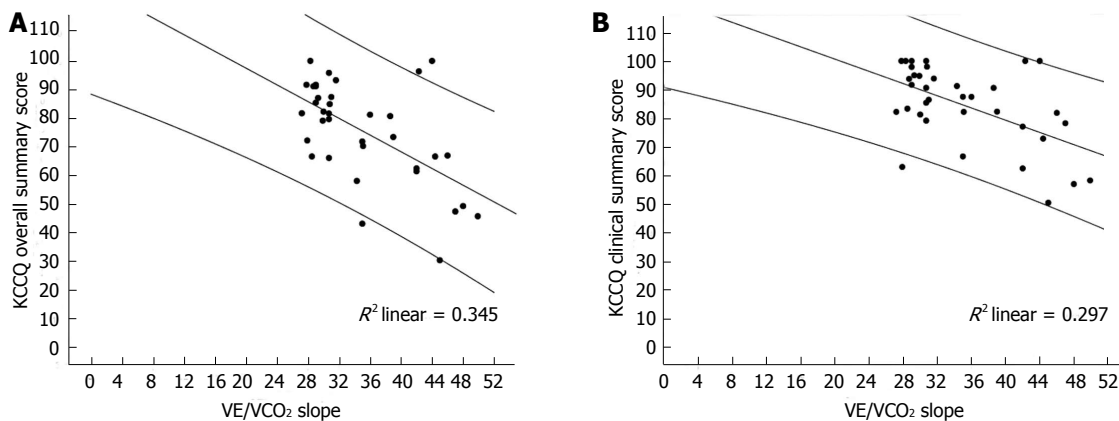 A
KCCQ overall summary score
110
100
90
80
70
60
50
40
30
20
10
0
R² linear = 0.345
0 4 8 12 16 20 24 28 32 36 40 44 48 52
VE/VCO₂ slope
B
KCCQ clinical summary score
110
100
90
80
70
60
50
40
30
20
10
0
R² linear = 0.297
0 4 8 12 16 20 24 28 32 36 40 44 48 52
VE/VCO₂ slope